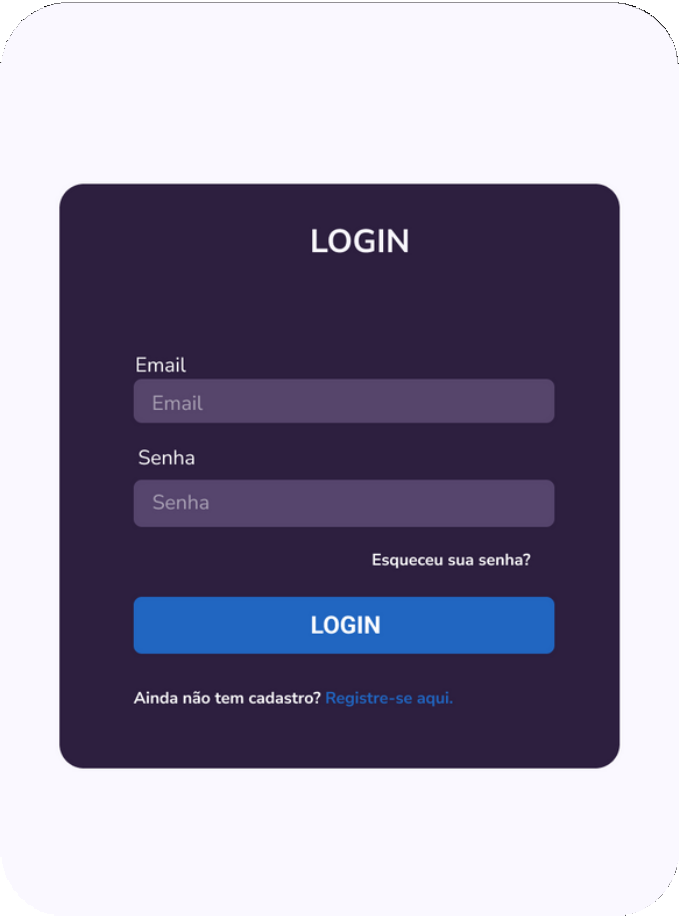 LOGIN
Email
Email
Senha
Senha
Esqueceu sua senha?
LOGIN
Ainda não tem cadastro? Registre-se aqui.